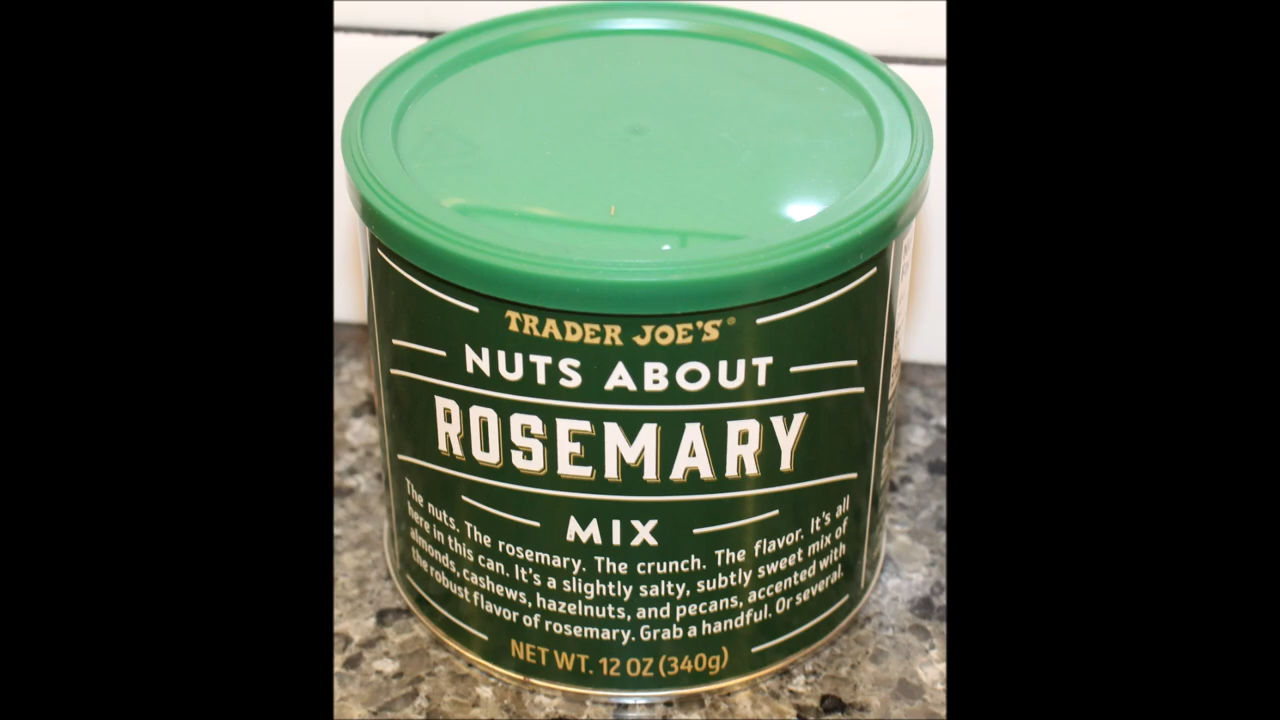 TRADER JOE'S®
NUTS ABOUT
ROSEMARY
MIX
The nuts. The rosemary. The crunch. The flavor. It's all
here in this can. It's a slightly salty, subtly sweet mix of
almonds, cashews, hazelnuts, and pecans, accented with
the robust flavor of rosemary. Grab a handful. Or several.
NET WT. 12 OZ (340g)